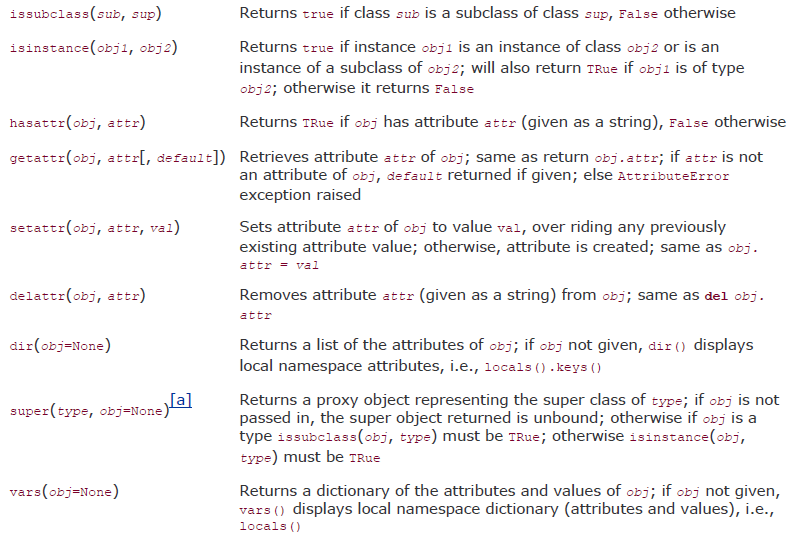 issubclass(sub, sup) Returns true if class sub is a subclass of class sup, False otherwise
isinstance(obj1, obj2) Returns true if instance obj1 is an instance of class obj2 or is an
instance of a subclass of obj2; will also return TRue if obj1 is of type
obj2; otherwise it returns False
hasattr(obj, attr) Returns TRue if obj has attribute attr (given as a string), False otherwise
getattr(obj, attr[, default]) Retrieves attribute attr of obj; same as return obj.attr; if attr is not
an attribute of obj, default returned if given; else AttributeError
exception raised
setattr(obj, attr, val) Sets attribute attr of obj to value val, over riding any previously
existing attribute value; otherwise, attribute is created; same as obj.
attr = val
delattr(obj, attr) Removes attribute attr (given as a string) from obj; same as del obj.
attr
dir(obj=None) Returns a list of the attributes of obj; if obj not given, dir() displays
local namespace attributes, i.e., locals().keys()
super(type, obj=None)[a] Returns a proxy object representing the super class of type; if obj is not
passed in, the super object returned is unbound; otherwise if obj is a
type issubclass(obj, type) must be TRue; otherwise isinstance(obj,
type) must be TRue
vars(obj=None) Returns a dictionary of the attributes and values of obj; if obj not given,
vars() displays local namespace dictionary (attributes and values), i.e.,
locals()